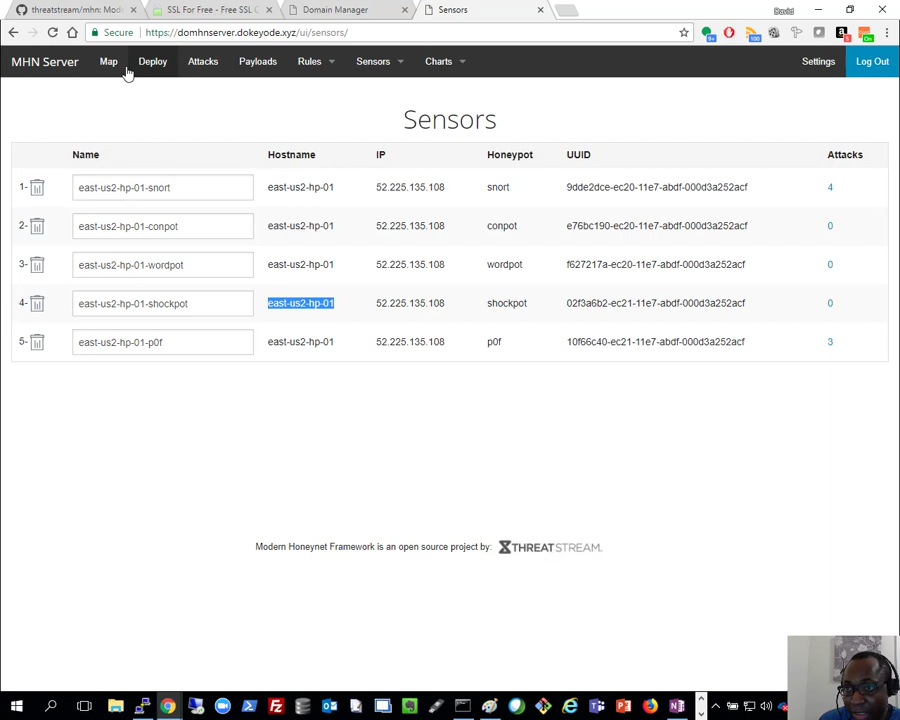 threatstream/mhn: Mod
SSL For Free - Free SSL C
Domain Manager
Sensors
David
Secure
https://domhnserver.dokeyode.xyz/ui/sensors/
MHN Server
Map
Deploy
Attacks
Payloads
Rules
Sensors
Charts
Settings
Log Out
Sensors
Name Hostname IP Honeypot UUID Attacks
1- east-us2-hp-01-snort east-us2-hp-01 52.225.135.108 snort 9dde2dce-ec20-11e7-abdf-000d3a252acf 4
2- east-us2-hp-01-conpot east-us2-hp-01 52.225.135.108 conpot e76bc190-ec20-11e7-abdf-000d3a252acf 0
3- east-us2-hp-01-wordpot east-us2-hp-01 52.225.135.108 wordpot f627217a-ec20-11e7-abdf-000d3a252acf 0
4- east-us2-hp-01-shockpot east-us2-hp-01 52.225.135.108 shockpot 02f3a6b2-ec21-11e7-abdf-000d3a252acf 0
5- east-us2-hp-01-p0f east-us2-hp-01 52.225.135.108 p0f 10f66c40-ec21-11e7-abdf-000d3a252acf 3
Modern Honeynet Framework is an open source project by: THREATSTREAM.